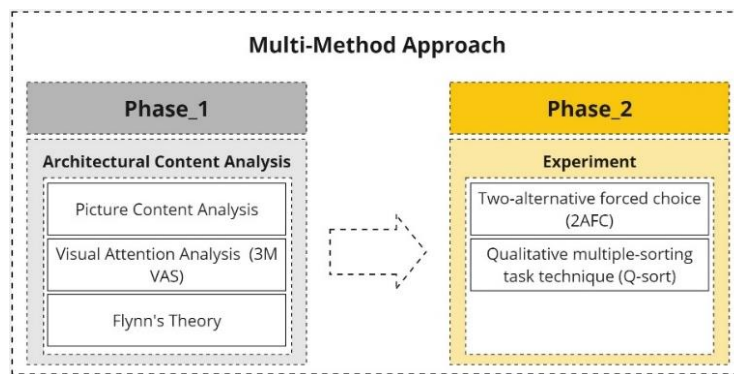 Multi-Method Approach
Phase_1
Architectural Content Analysis
Picture Content Analysis
Visual Attention Analysis (3M
VAS)
Flynn's Theory
Phase_2
Experiment
Two-alternative forced choice
(2AFC)
Qualitative multiple-sorting
task technique (Q-sort)